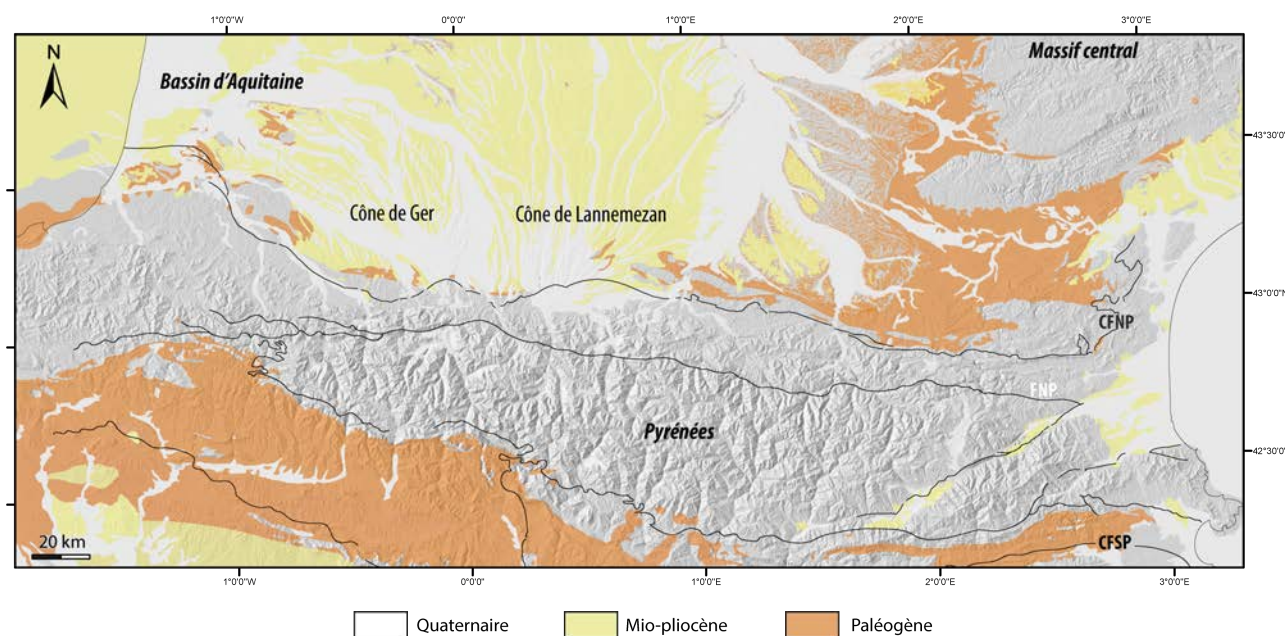 1°0'0"W 0°0'0" 1°0'0"E 2°0'0"E 3°0'0"E
N
Massif central
Bassin d'Aquitaine
43°30'0"
Cône de Ger
Cône de Lannemezan
43°0'0"N
CFNP
FNP
Pyrénées
42°30'0"
20 km
CFSP
1°0'0"W 0°0'0" 1°0'0"E 2°0'0"E 3°0'0"E
Quaternaire Mio-pliocène Paléogène